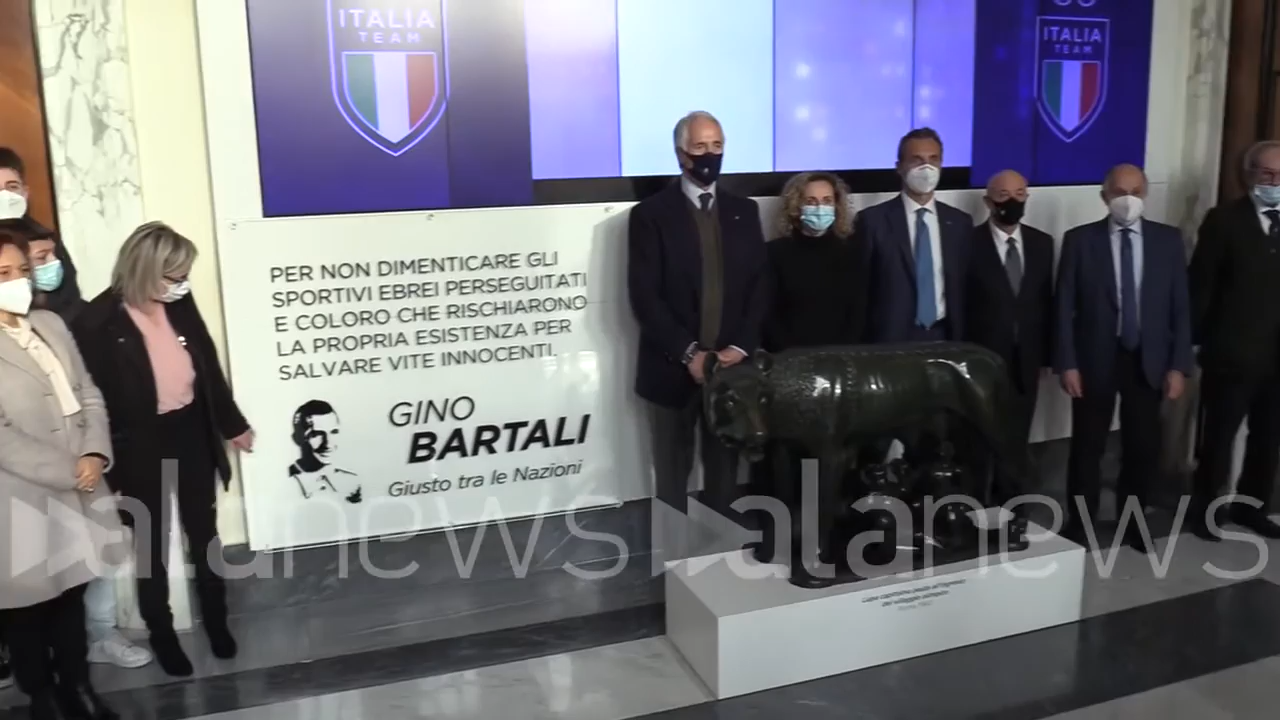 ITALIA
TEAM
ITALIA
TEAM
PER NON DIMENTICARE GLI
SPORTIVI EBREI PERSEGUITATI
E COLORO CHE RISCHIARONO
LA PROPRIA ESISTENZA PER
SALVARE VITE INNOCENTI.
GINO
BARTALI
Giusto tra le Nazioni
alanews
alanews